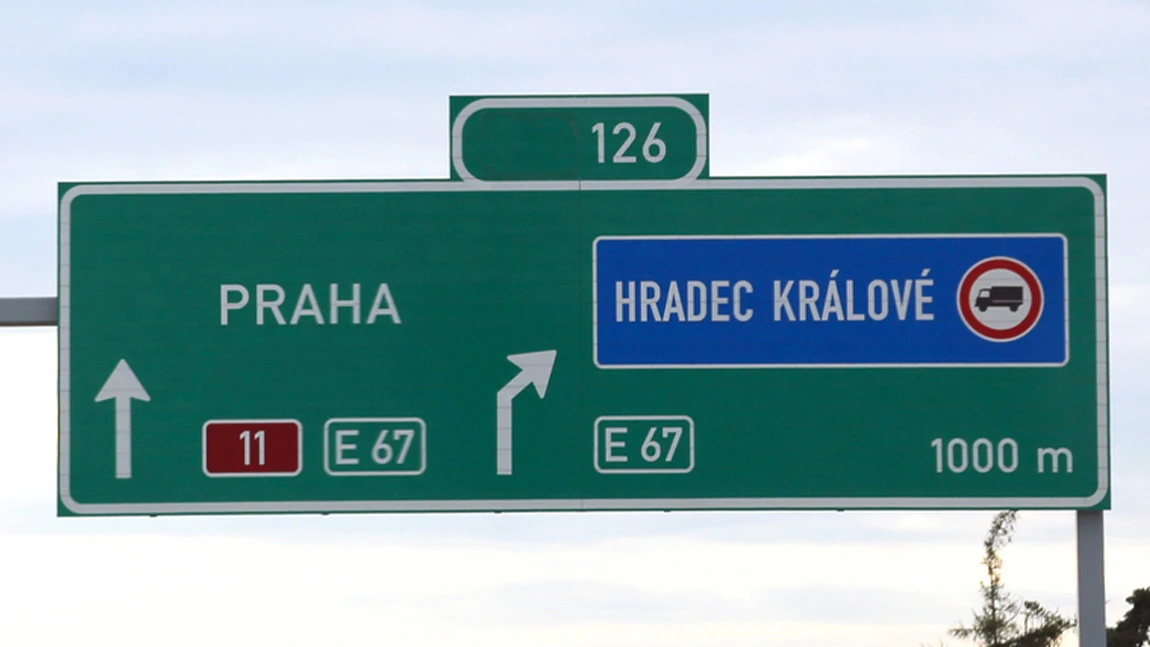 126
PRAHA
HRADEC KRÁLOVÉ
11 E 67
E 67
1000 m